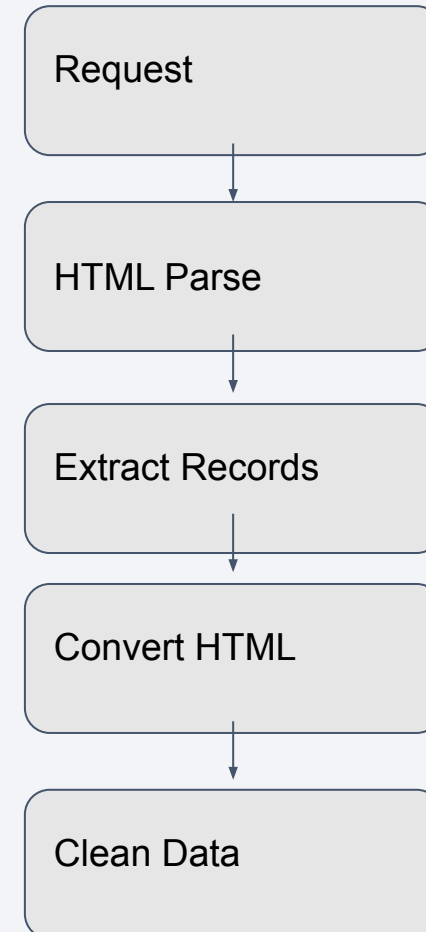 Request
HTML Parse
Extract Records
Convert HTML
Clean Data